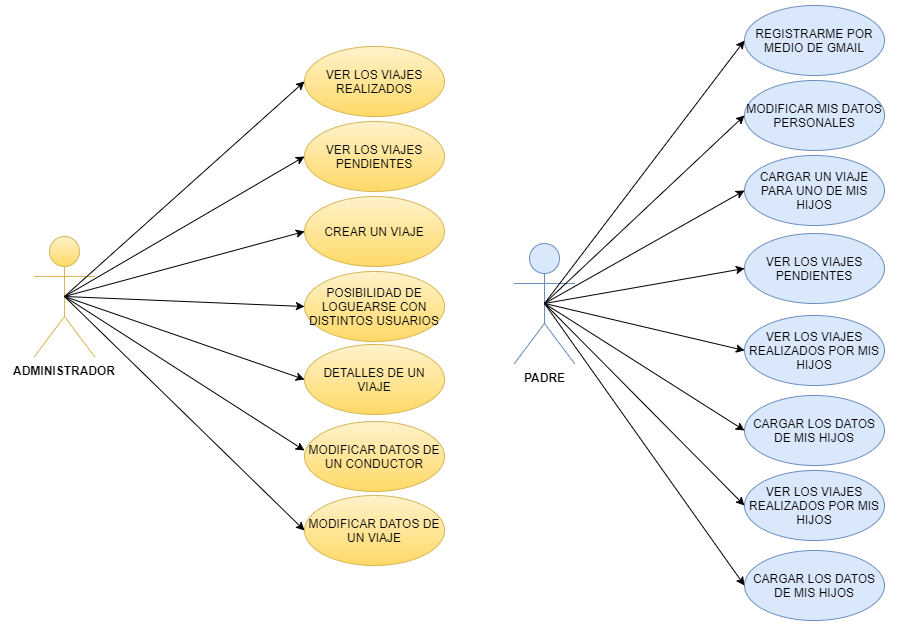 VER LOS VIAJES
REALIZADOS
VER LOS VIAJES
PENDIENTES
CREAR UN VIAJE
POSIBILIDAD DE
LOGUEARSE CON
DISTINTOS USUARIOS
DETALLES DE UN
VIAJE
MODIFICAR DATOS DE
UN CONDUCTOR
MODIFICAR DATOS DE
UN VIAJE
ADMINISTRADOR
REGISTRARME POR
MEDIO DE GMAIL
MODIFICAR MIS DATOS
PERSONALES
CARGAR UN VIAJE
PARA UNO DE MIS
HIJOS
VER LOS VIAJES
PENDIENTES
VER LOS VIAJES
REALIZADOS POR MIS
HIJOS
CARGAR LOS DATOS
DE MIS HIJOS
VER LOS VIAJES
REALIZADOS POR MIS
HIJOS
CARGAR LOS DATOS
DE MIS HIJOS
PADRE